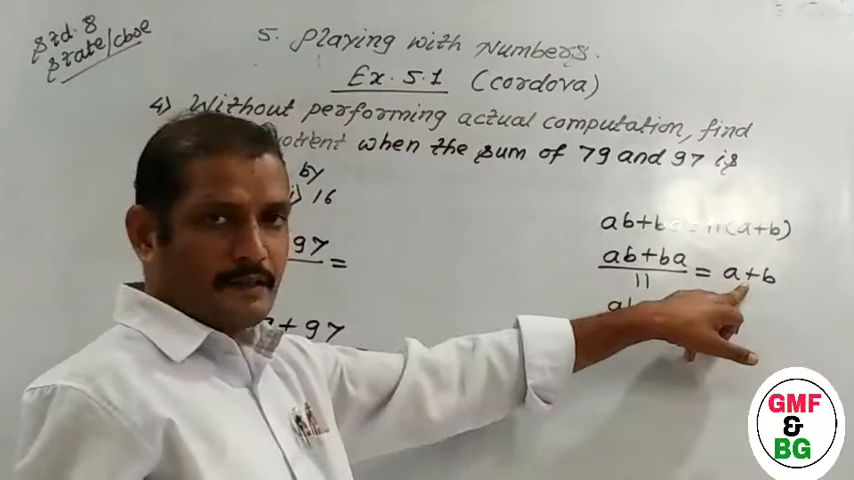 Std. 8
State/cbse
5. Playing with Numbers.
Ex. 5.1 (cordova)
4) Without performing actual computation, find
when the sum of 79 and 97 is
by
16
97 =
+ 97
ab+ba = 11(a+b)
ab+ba / 11 = a+b
GMF
&
BG